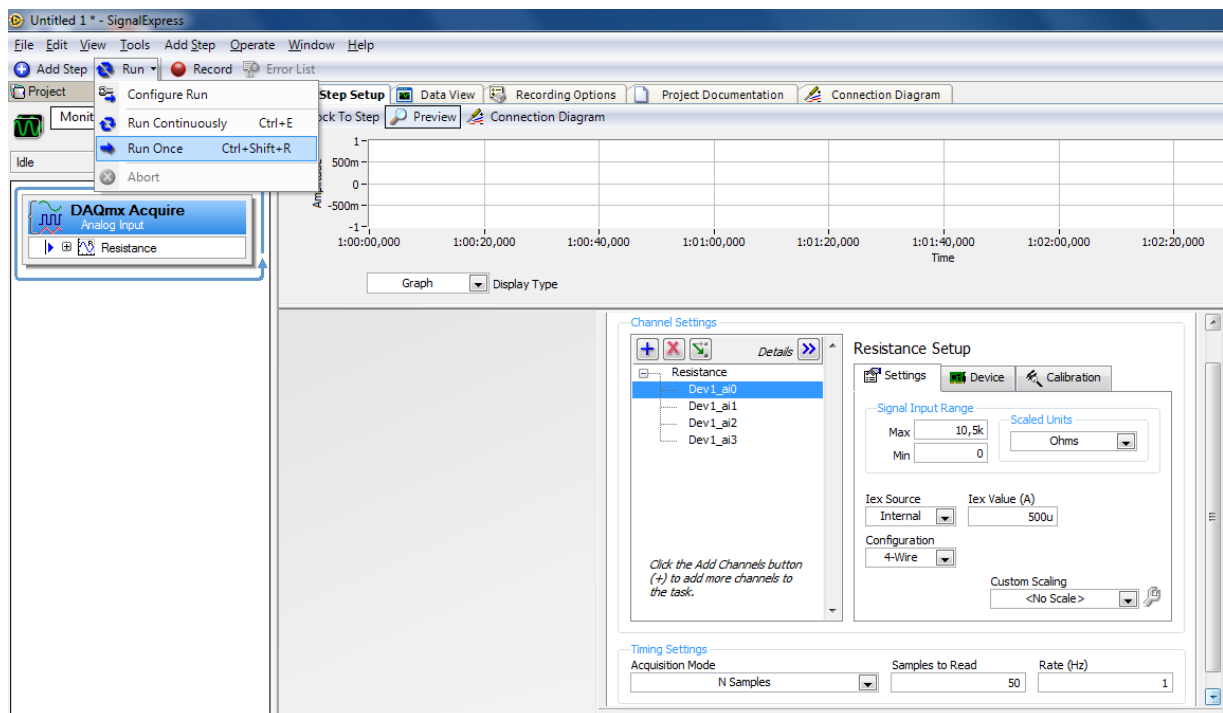 Untitled 1 * - SignalExpress
File Edit View Tools Add Step Operate Window Help
Add Step Run Record Error List
Project
Monit
Idle
Configure Run
Run Continuously Ctrl+E
Run Once Ctrl+Shift+R
Abort
DAQmx Acquire
Analog Input
Resistance
Step Setup Data View Recording Options Project Documentation Connection Diagram
ock To Step Preview Connection Diagram
1
500m
0
-500m
-1
1:00:00,000 1:00:20,000 1:00:40,000 1:01:00,000 1:01:20,000 1:01:40,000 1:02:00,000 1:02:20,000
Time
Graph Display Type
Channel Settings
Details
Resistance
Dev1_ai0
Dev1_ai1
Dev1_ai2
Dev1_ai3
Click the Add Channels button
(+) to add more channels to
the task.
Resistance Setup
Settings Device Calibration
Signal Input Range
Max 10,5k
Min 0
Scaled Units
Ohms
Iex Source Iex Value (A)
Internal 500u
Configuration
4-Wire
Custom Scaling
<No Scale>
Timing Settings
Acquisition Mode Samples to Read Rate (Hz)
N Samples 50 1